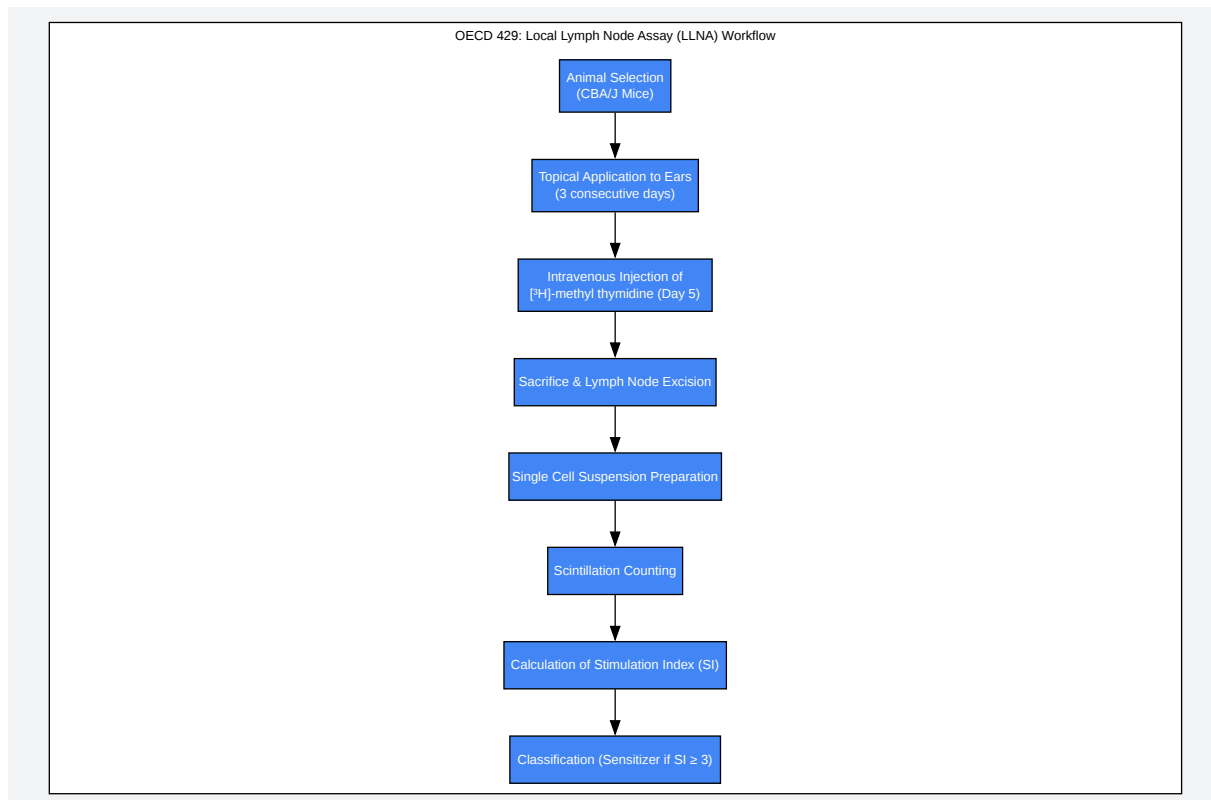 OECD 429: Local Lymph Node Assay (LLNA) Workflow
Animal Selection
(CBA/J Mice)
Topical Application to Ears
(3 consecutive days)
Intravenous Injection of
[³H]-methyl thymidine (Day 5)
Sacrifice & Lymph Node Excision
Single Cell Suspension Preparation
Scintillation Counting
Calculation of Stimulation Index (SI)
Classification (Sensitizer if SI ≥ 3)